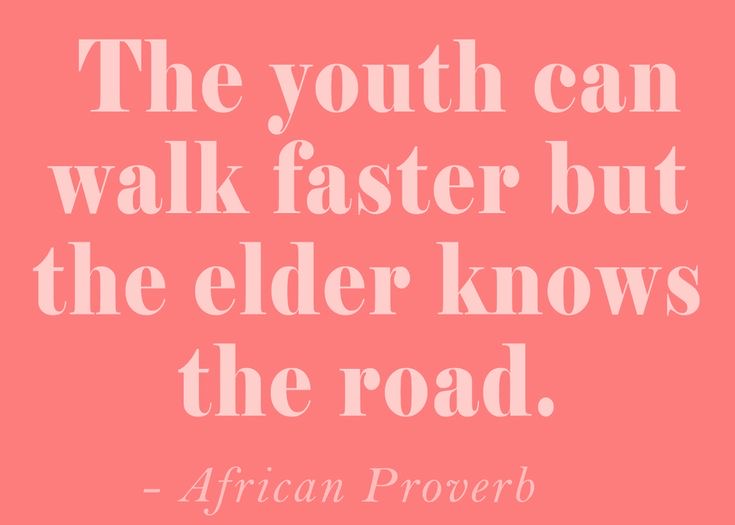 The youth can
walk faster but
the elder knows
the road.
- African Proverb